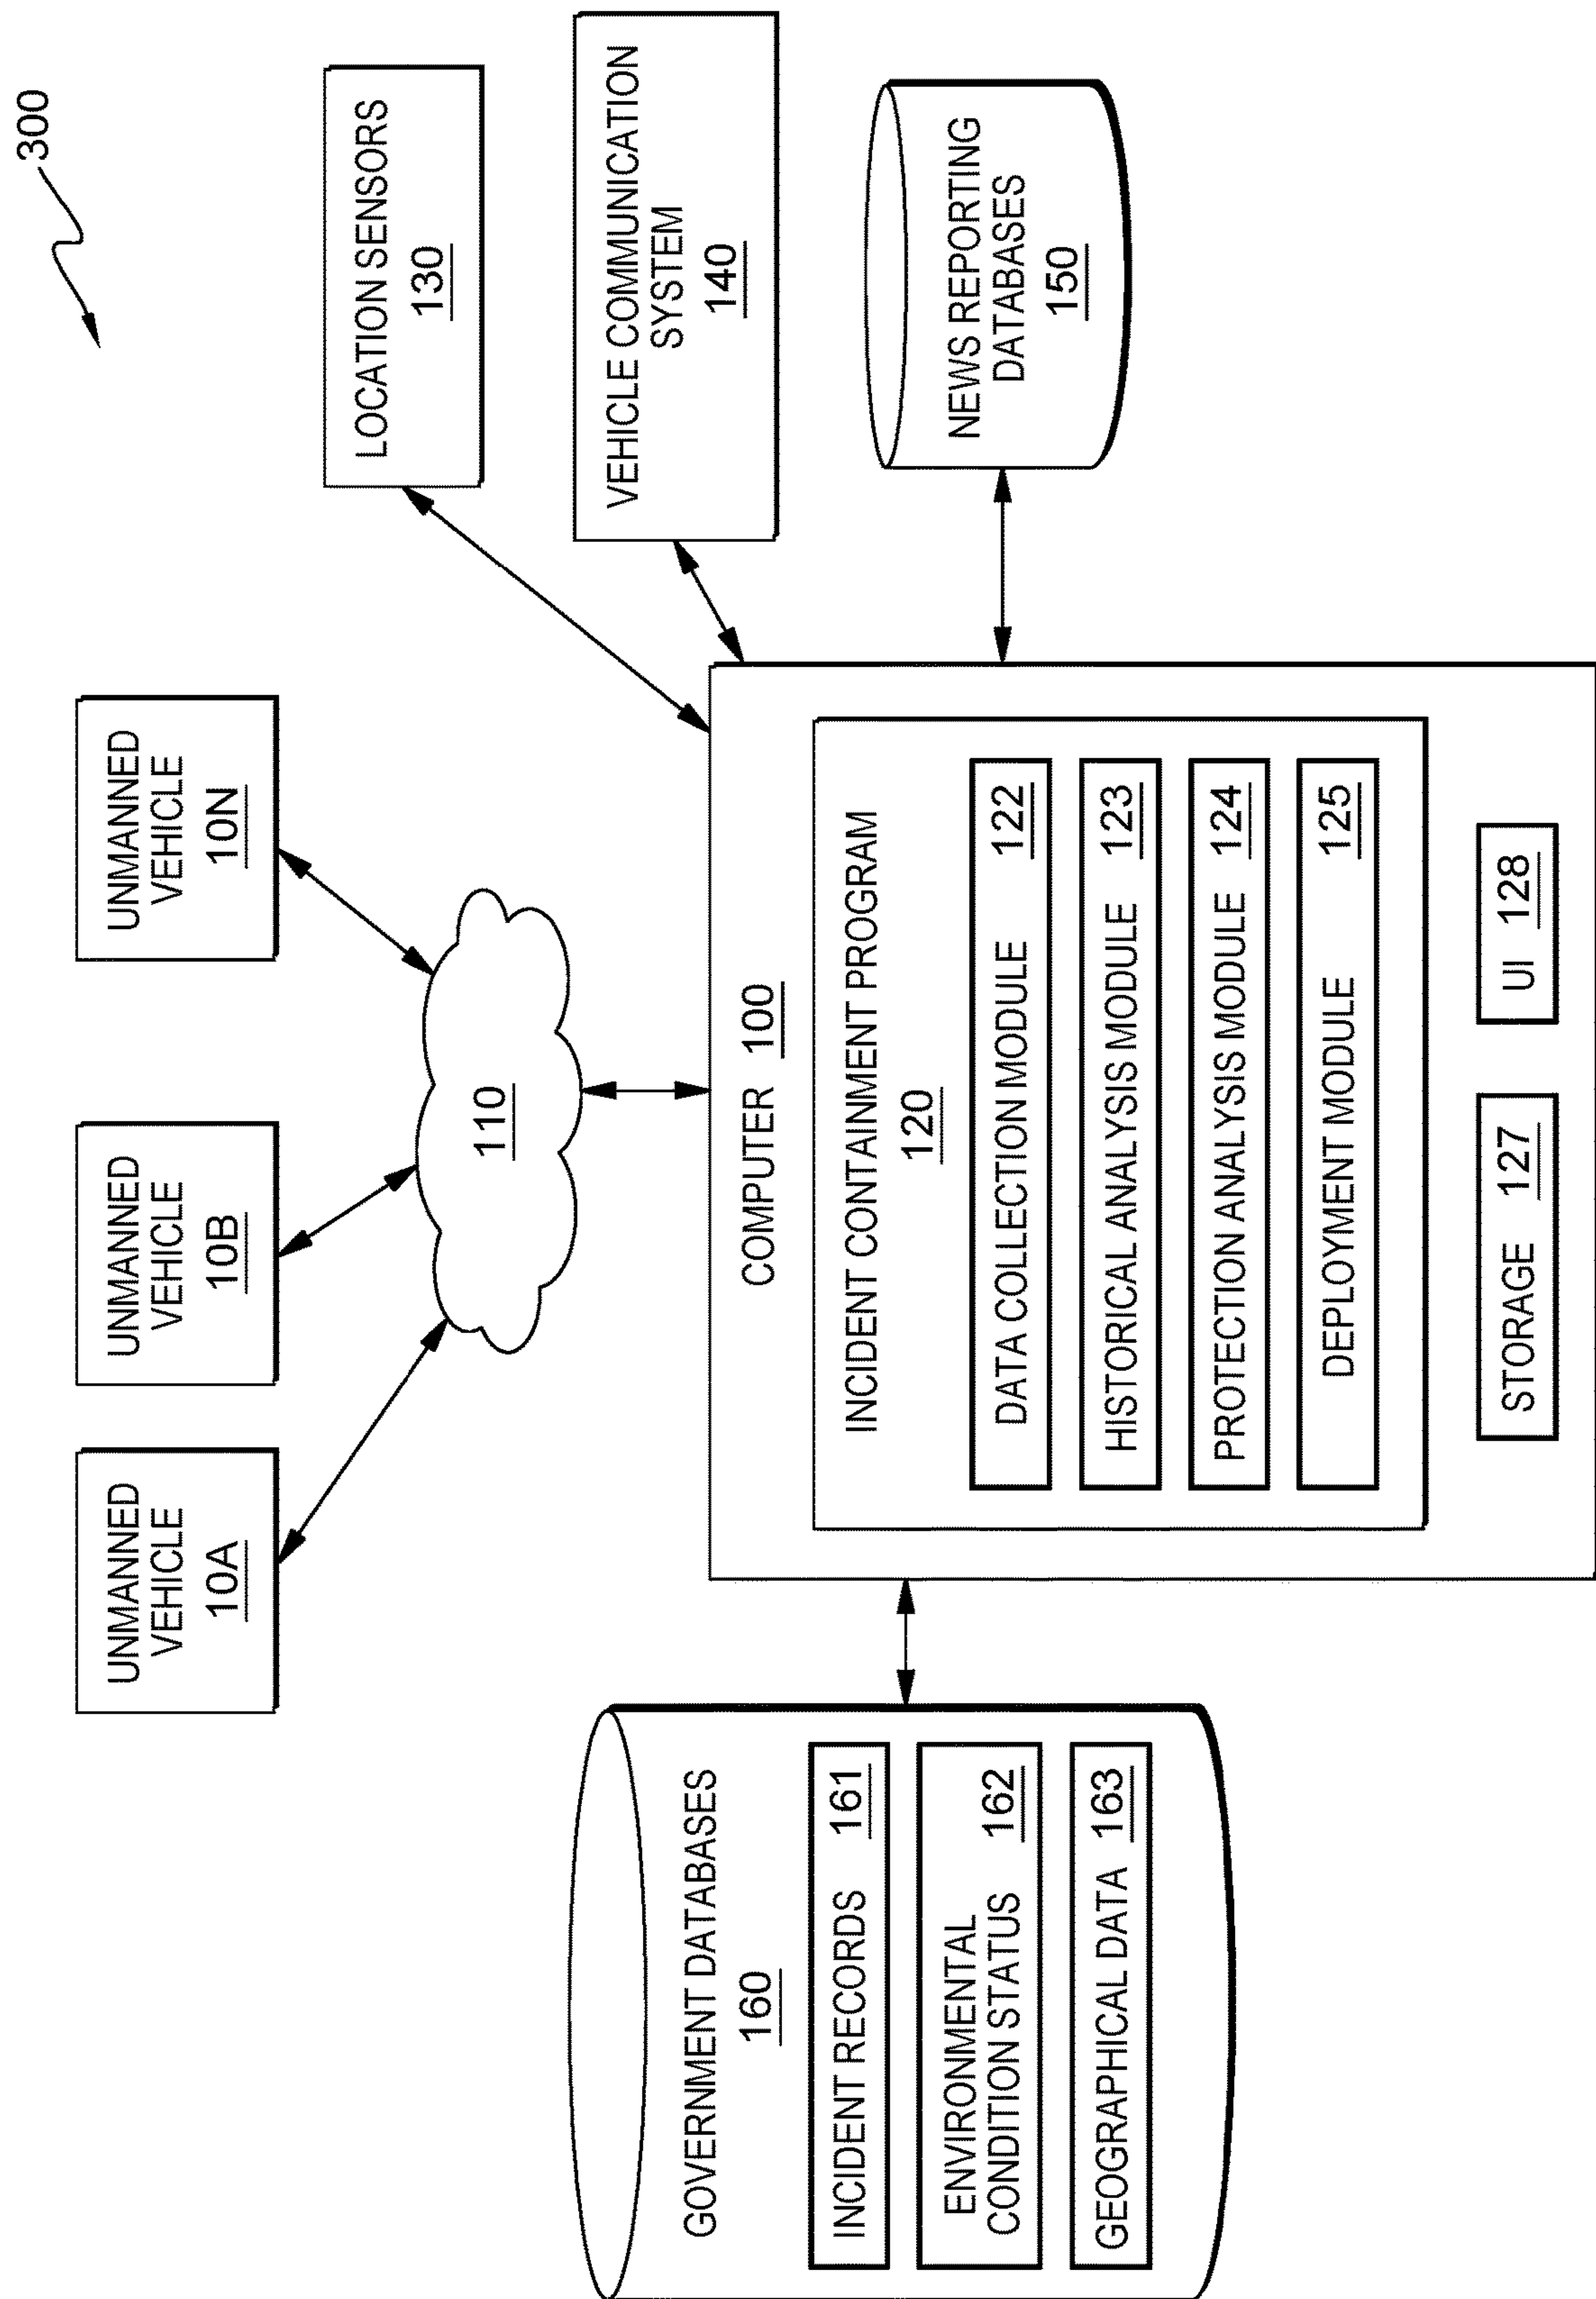 300
UNMANNED
VEHICLE
10A
UNMANNED
VEHICLE
10B
UNMANNED
VEHICLE
10N
110
LOCATION SENSORS
130
VEHICLE COMMUNICATION
SYSTEM
140
NEWS REPORTING
DATABASES
150
GOVERNMENT DATABASES
160
INCIDENT RECORDS 161
ENVIRONMENTAL
CONDITION STATUS 162
GEOGRAPHICAL DATA 163
COMPUTER 100
INCIDENT CONTAINMENT PROGRAM
120
DATA COLLECTION MODULE 122
HISTORICAL ANALYSIS MODULE 123
PROTECTION ANALYSIS MODULE 124
DEPLOYMENT MODULE 125
STORAGE 127
UI 128